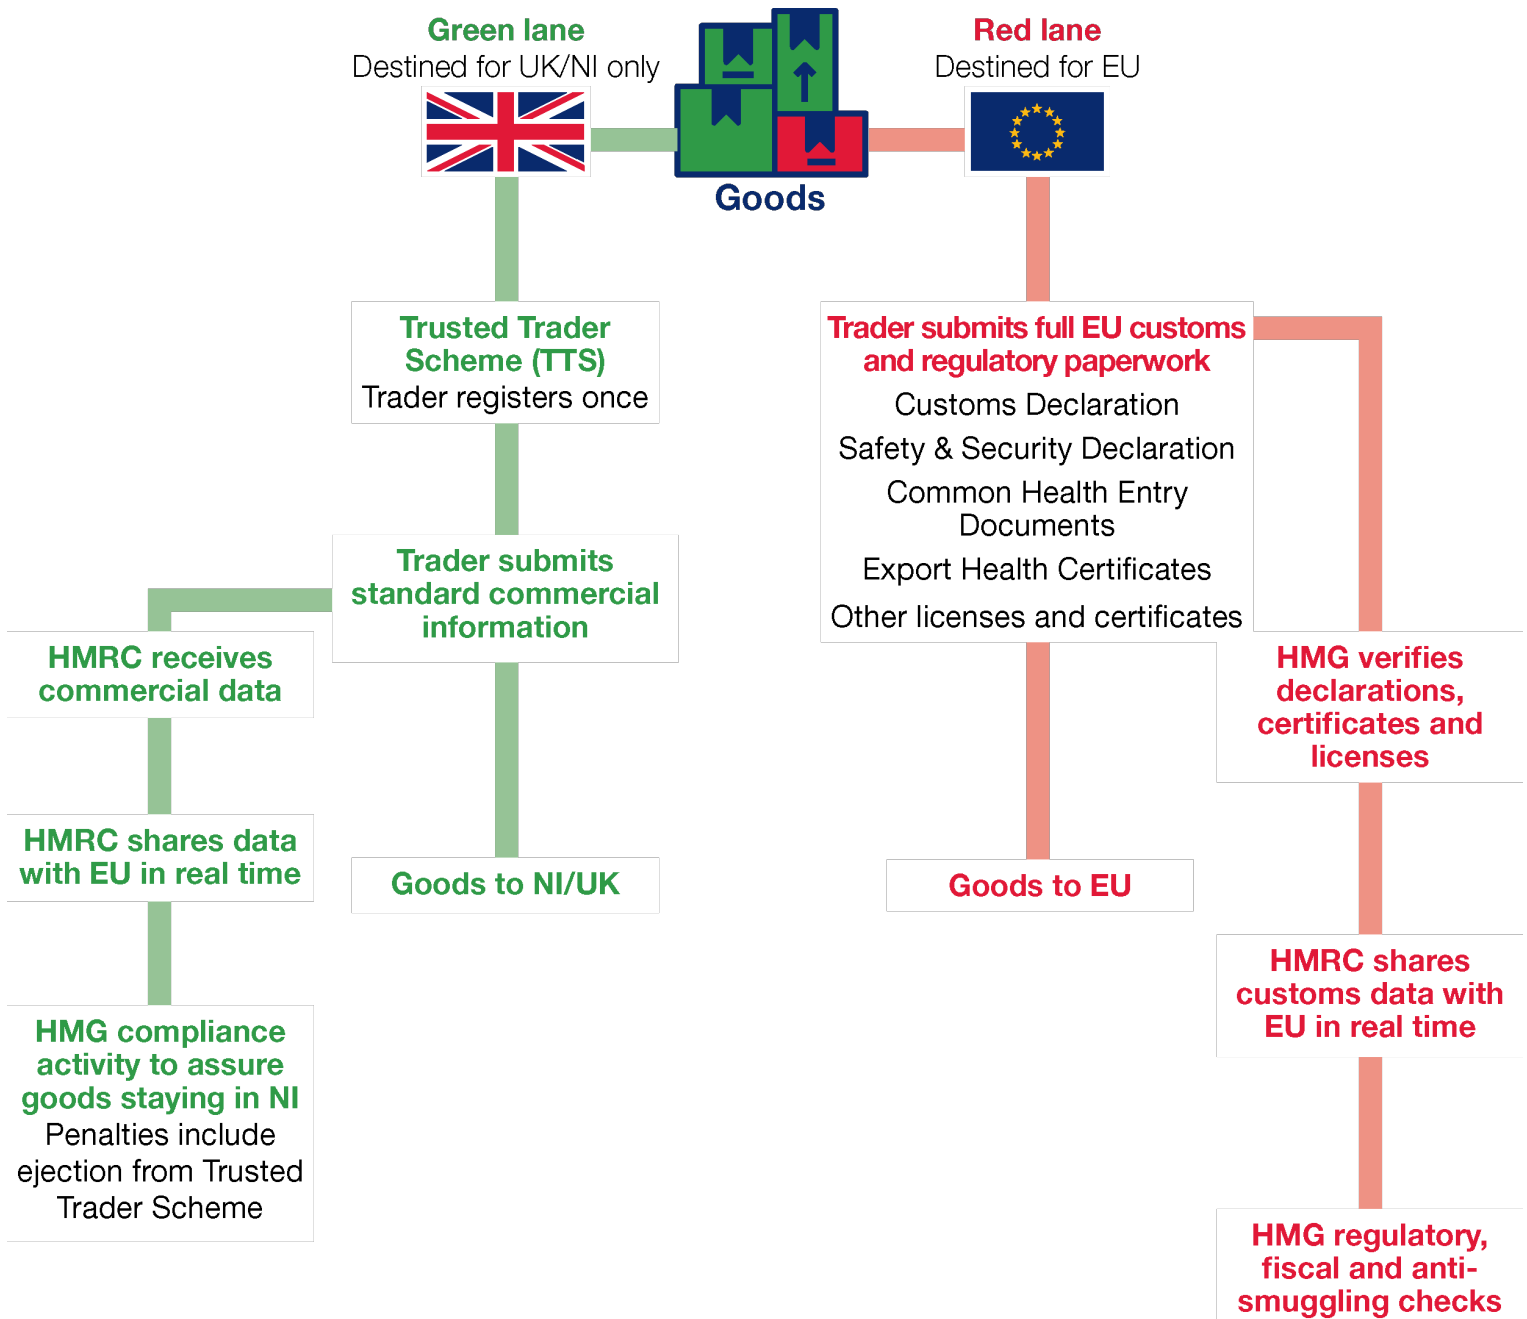 Green lane
Destined for UK/NI only
Goods
Red lane
Destined for EU
Trusted Trader
Scheme (TTS)
Trader registers once
Trader submits
standard commercial
information
HMRC receives
commercial data
HMRC shares data
with EU in real time
HMG compliance
activity to assure
goods staying in NI
Penalties include
ejection from Trusted
Trader Scheme
Goods to NI/UK
Trader submits full EU customs
and regulatory paperwork
Customs Declaration
Safety & Security Declaration
Common Health Entry
Documents
Export Health Certificates
Other licenses and certificates
Goods to EU
HMG verifies
declarations,
certificates and
licenses
HMRC shares
customs data with
EU in real time
HMG regulatory,
fiscal and anti-
smuggling checks